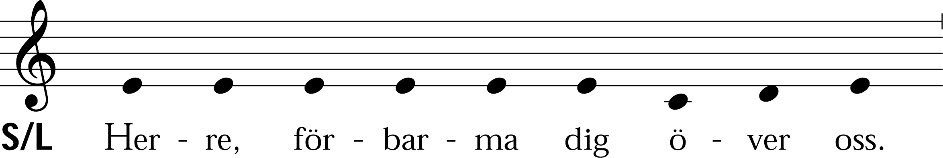 S/L Her - re, för - bar - ma dig ö - ver oss.